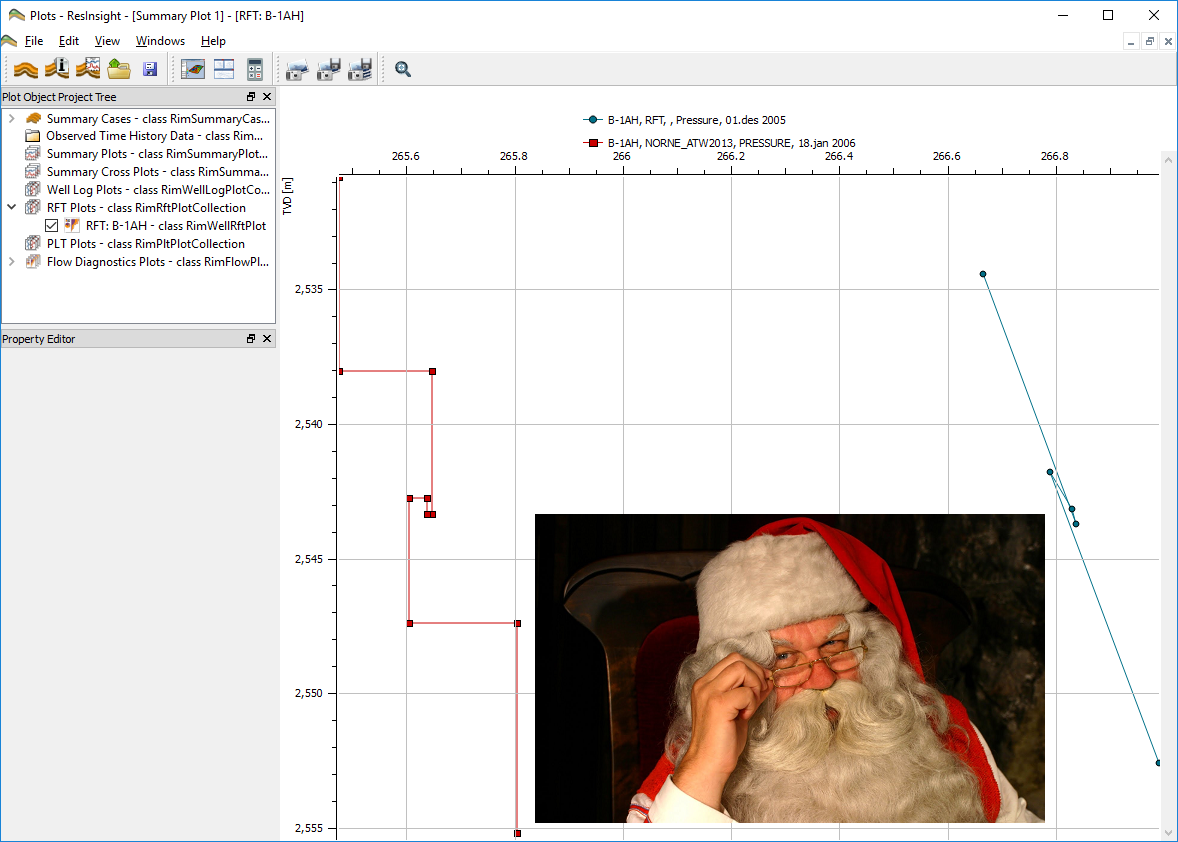 Plots - ResInsight - [Summary Plot 1] - [RFT: B-1AH]
File Edit View Windows Help
Plot Object Project Tree
Summary Cases - class RimSummaryCas...
Observed Time History Data - class Rim...
Summary Plots - class RimSummaryPlot...
Summary Cross Plots - class RimSumma...
Well Log Plots - class RimWellLogPlotCo...
RFT Plots - class RimRftPlotCollection
RFT: B-1AH - class RimWellRftPlot
PLT Plots - class RimPltPlotCollection
Flow Diagnostics Plots - class RimFlowPl...
Property Editor
B-1AH, RFT, , Pressure, 01.des 2005
B-1AH, NORNE_ATW2013, PRESSURE, 18.jan 2006
265.6 265.8 266 266.2 266.4 266.6 266.8
TVD [m]
2,535
2,540
2,545
2,550
2,555